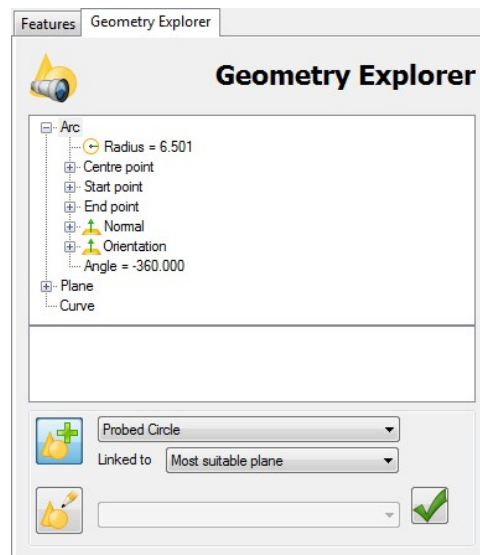 Features
Geometry Explorer
Geometry Explorer
Arc
Radius = 6.501
Centre point
Start point
End point
Normal
Orientation
Angle = -360.000
Plane
Curve
Probed Circle
Linked to
Most suitable plane